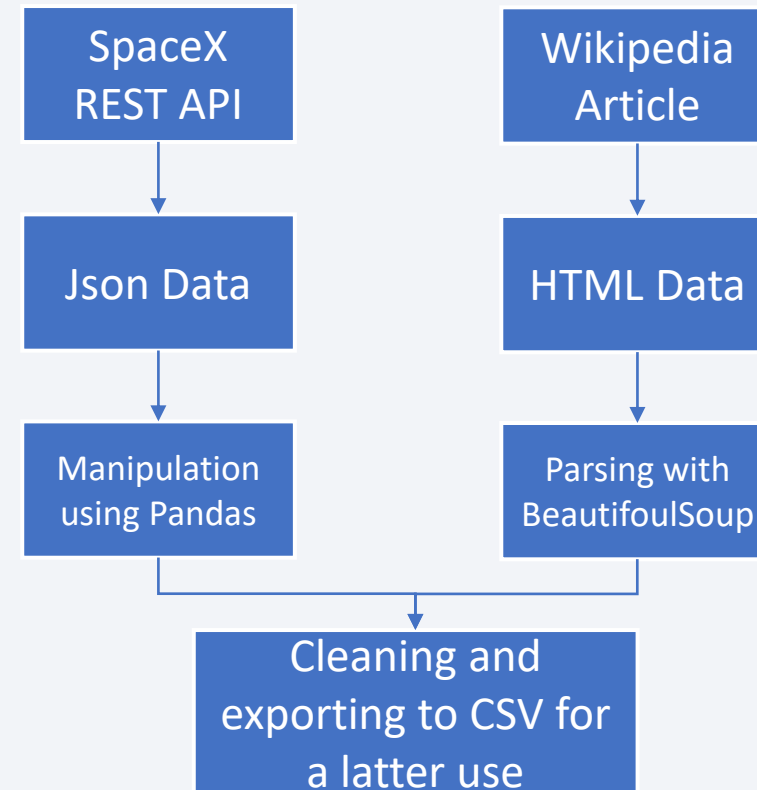 SpaceX
REST API
Json Data
Manipulation
using Pandas
Wikipedia
Article
HTML Data
Parsing with
BeautifoulSoup
Cleaning and
exporting to CSV for
a latter use